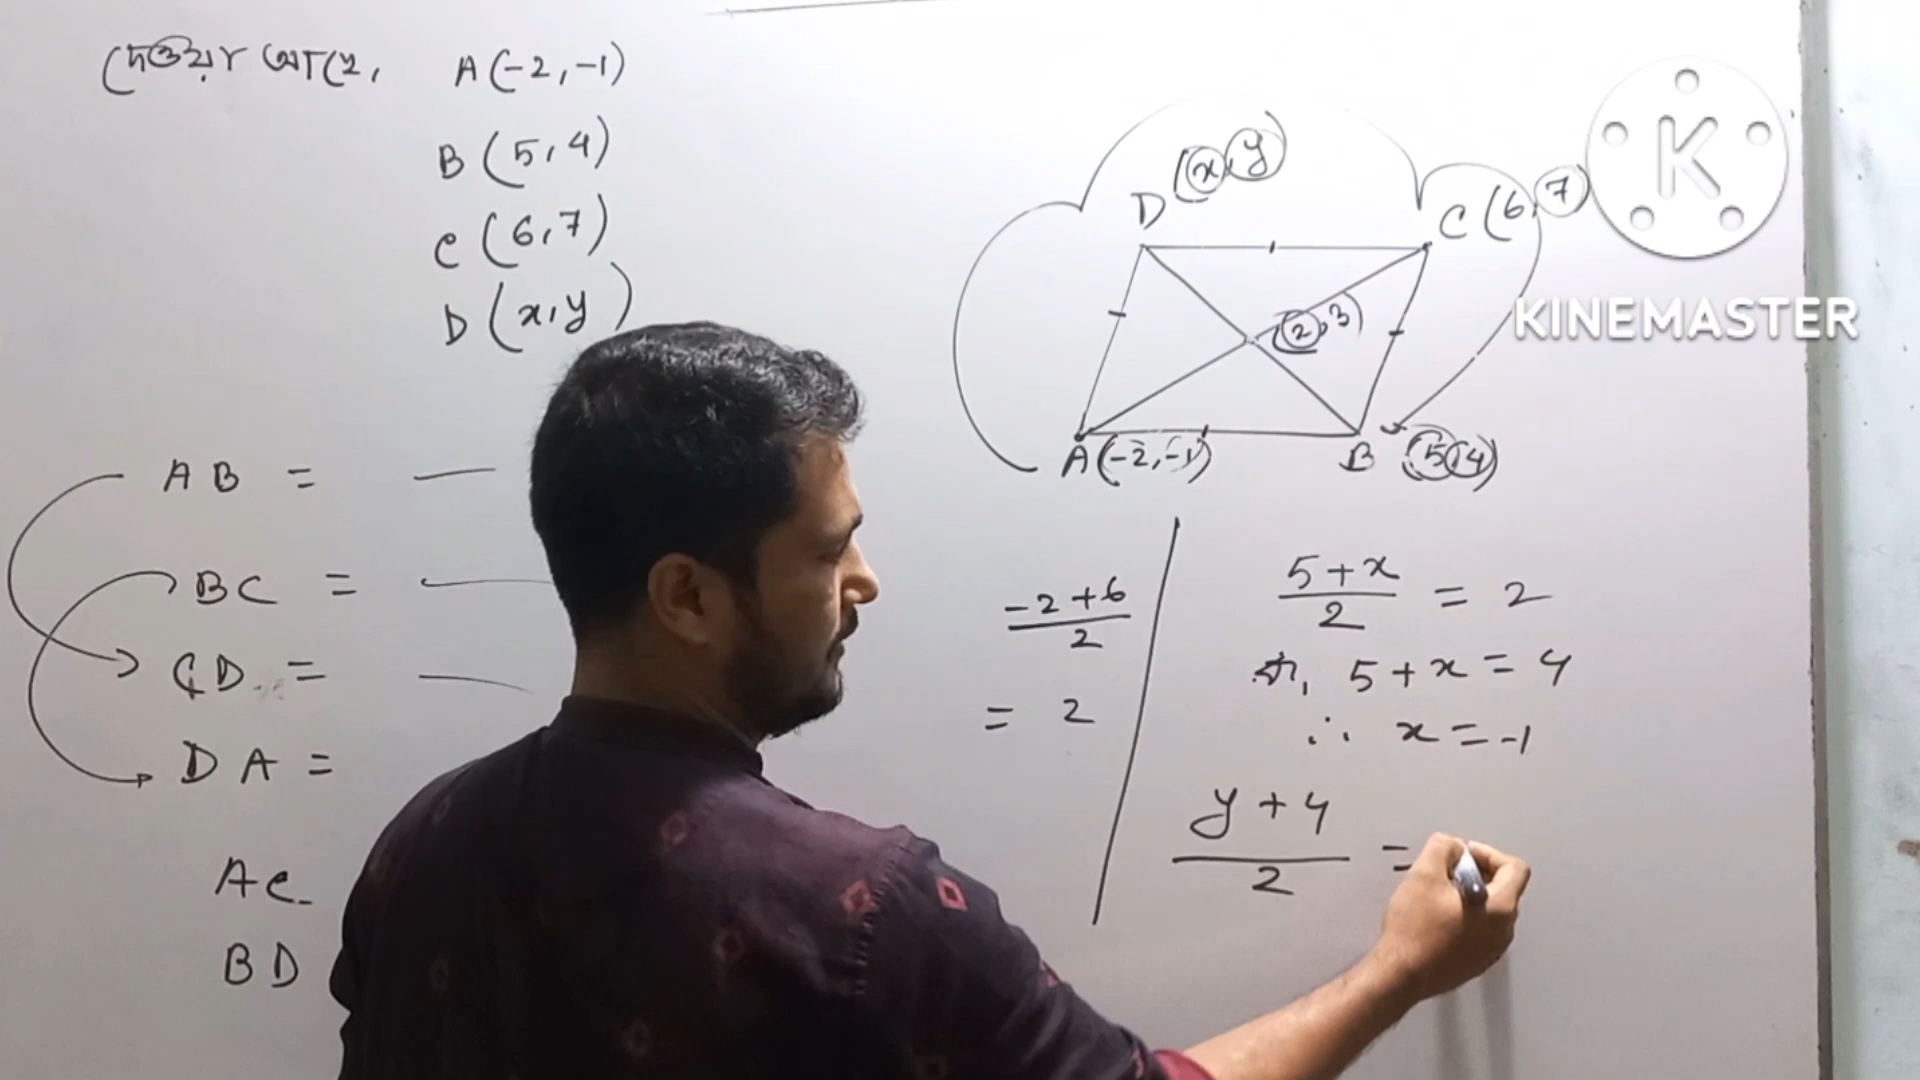 দেওয়া আছে, A(-2,-1)
B(5,4)
C(6,7)
D(x,y)
AB =
BC =
CD =
DA =
AC
BD
D (x,y)
C (6,7)
(2,3)
A(-2,-1)
B (5,4)
-2+6
2
= 2
5+x
2
= 2
বা, 5+x = 4
∴ x = -1
y+4
2
=
K
KINEMASTER